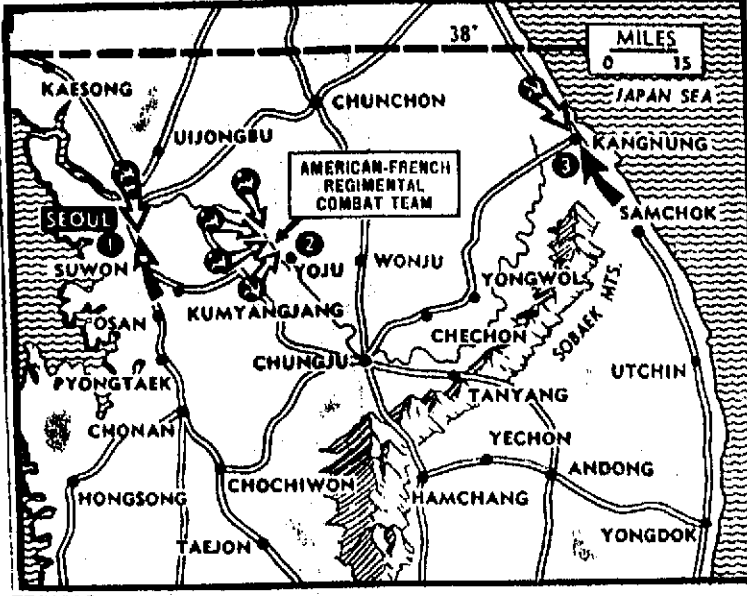 38°
MILES
0 15
JAPAN SEA
KAESONG
CHUNCHON
UIJONGBU
KANGNUNG
3
AMERICAN-FRENCH
REGIMENTAL
COMBAT TEAM
SEOUL
1
2
SAMCHOK
SUWON
YOJU
WONJU
YONGWOL
KUMYANGJANG
OSAN
CHECHON
SOBAEK MTS.
CHUNGJU
UTCHIN
PYONGTAEK
TANYANG
CHONAN
YECHON
ANDONG
HONGSONG
CHOCHIWON
HAMCHANG
YONGDOK
TAEJON